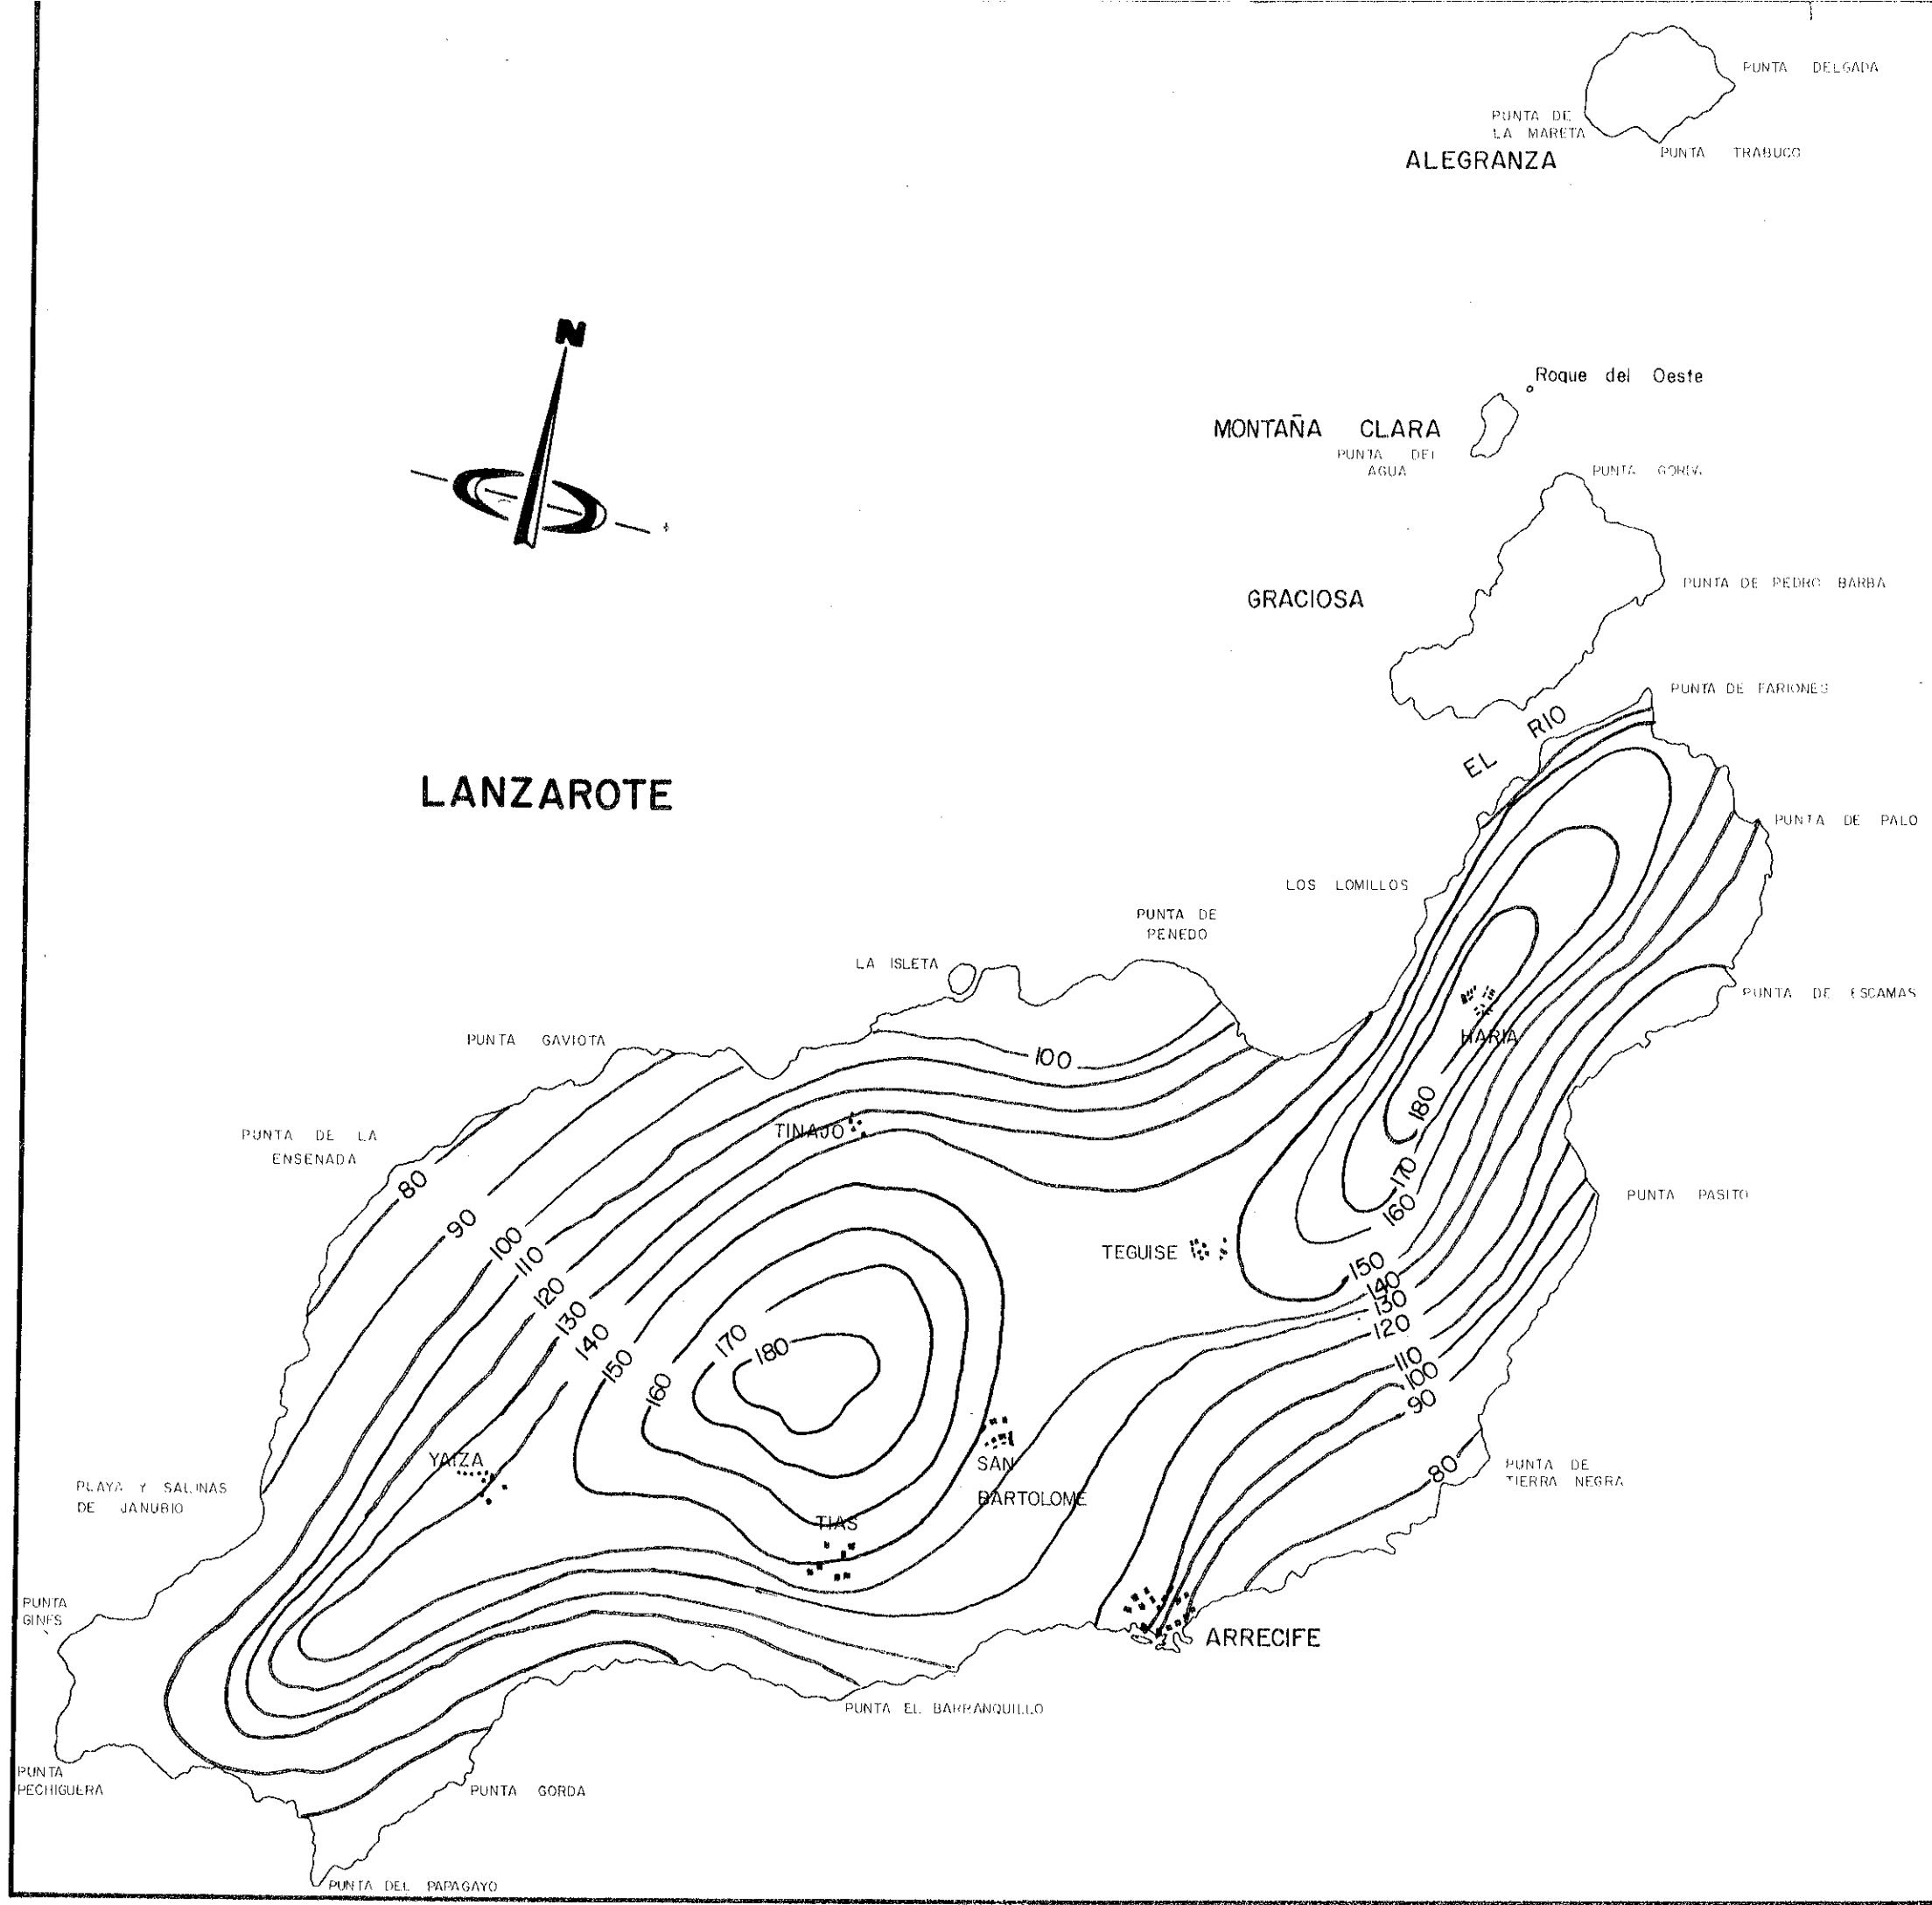 PUNTA DELGADA
PUNTA DE
LA MARETA
PUNTA TRABUCO
ALEGRANZA
N
Roque del Oeste
MONTAÑA CLARA
PUNTA DEL
AGUA
PUNTA GORDA
PUNTA DE PEDRO BARBA
GRACIOSA
PUNTA DE FARIONES
EL RIO
LANZAROTE
PUNTA DE PALO
LOS LOMILLOS
PUNTA DE
PENEDO
LA ISLETA
PUNTA DE ESCAMAS
PUNTA GAVIOTA
HARIA
100
180
PUNTA DE LA
ENSENADA
TINAJO
80
170
PUNTA PASITO
160
90
100
TEGUISE
110
150
140
130
120
120
130
140
150
110
100
90
170
180
160
YAIZA
SAN
BARTOLOME
80
PUNTA DE
TIERRA NEGRA
PLAYA Y SALINAS
DE JANUBIO
TIAS
PUNTA
GINES
ARRECIFE
PUNTA EL BARRANQUILLO
PUNTA
PECHIGUERA
PUNTA GORDA
PUNTA DEL PAPAGAYO